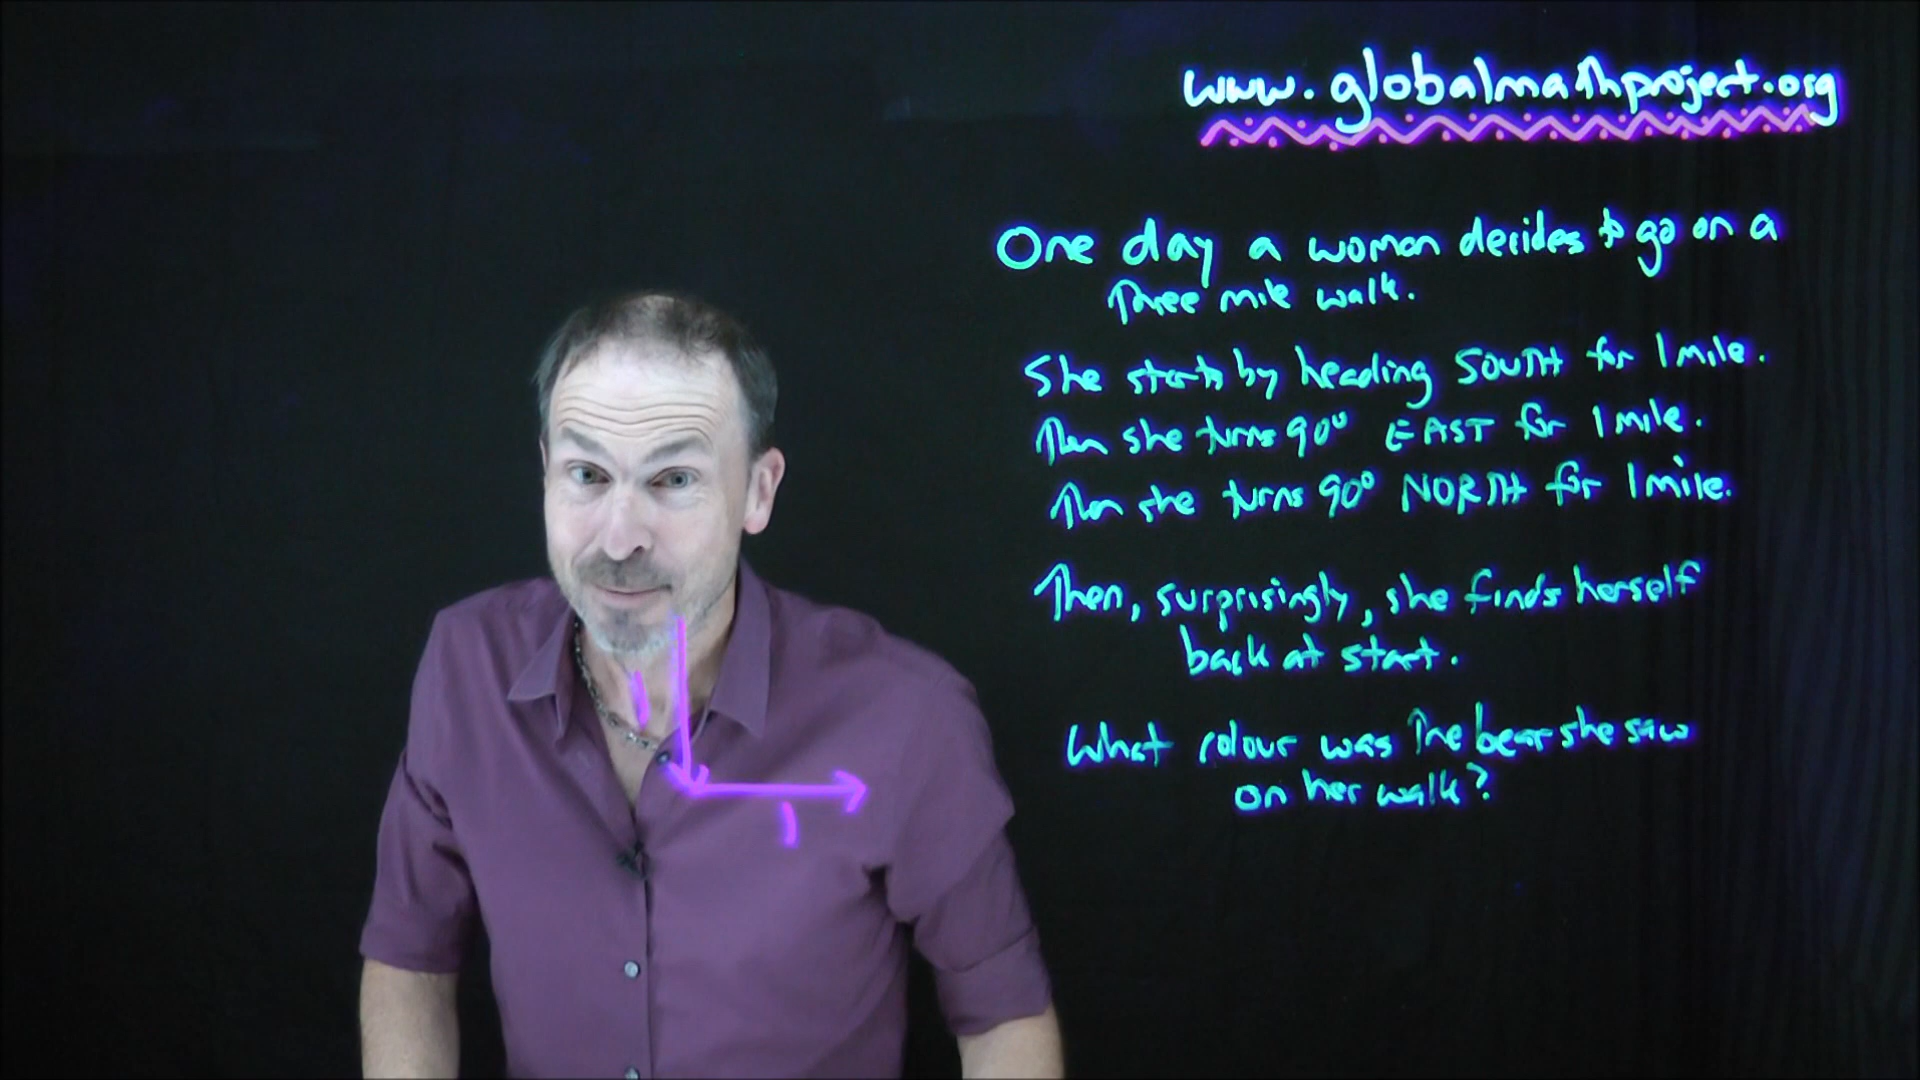 www.globalmathproject.org
One day a woman decides to go on a
three mile walk.
She starts by heading SOUTH for 1 mile.
Then she turns 90° EAST for 1 mile.
Then she turns 90° NORTH for 1 mile.
Then, surprisingly, she finds herself
back at start.
What colour was the bear she saw
on her walk?
1
1